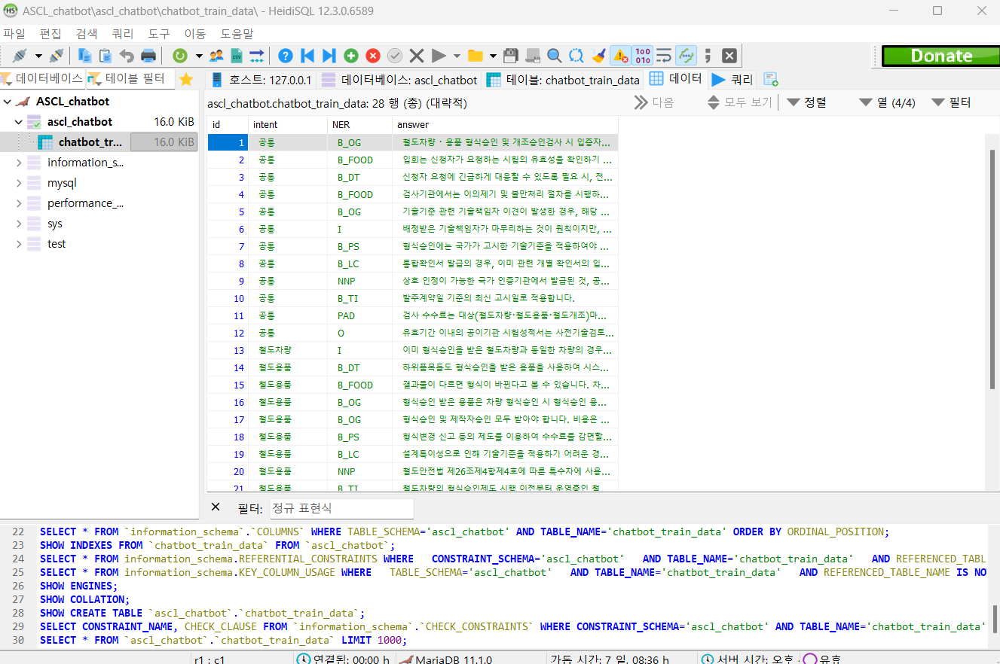 ASCL_chatbot\ascl_chatbot\chatbot_train_data\ - HeidiSQL 12.3.0.6589
파일 편집 검색 쿼리 도구 이동 도움말
Donate
데이터베이스 테이블 필터
호스트: 127.0.0.1 데이터베이스: ascl_chatbot 테이블: chatbot_train_data 데이터 쿼리
ASCL_chatbot
ascl_chatbot 16.0 KiB
chatbot_tr... 16.0 KiB
information_s...
mysql
performance_...
sys
test
ascl_chatbot.chatbot_train_data: 28 행 (종) (대략적) 다음 모두 보기 정렬 열 (4/4) 필터
id intent NER answer
1 공통 B_OG 철도차량 · 용품 형식승인 및 개조승인검사 시 입증자...
2 공통 B_FOOD 입회는 신청자가 요청하는 시험의 유효성을 확인하기 ...
3 공통 B_DT 신청자 요청에 긴급하게 대응할 수 있도록 필요 시, 전...
4 공통 B_FOOD 검사기관에서는 이의제기 및 불만처리 절차를 시행하...
5 공통 B_OG 기술기준 관련 기술책임자 이견이 발생한 경우, 해당 ...
6 공통 I 배정받은 기술책임자가 마무리하는 것이 원칙이지만, ...
7 공통 B_PS 형식승인에는 국가가 고시한 기술기준을 적용하여야 ...
8 공통 B_LC 통합확인서 발급의 경우, 이미 관련 개별 확인서의 입...
9 공통 NNP 상호 인정이 가능한 국가 인증기관에서 발급된 것, 공...
10 공통 B_TI 발주계약일 기준의 최신 고시일로 적용합니다.
11 공통 PAD 검사 수수료는 대상(철도차량·철도용품·철도개조)마...
12 공통 O 유효기간 이내의 공인기관 시험성적서는 사전기술검토...
13 철도차량 I 이미 형식승인을 받은 철도차량과 동일한 차량의 경우...
14 철도용품 B_DT 하위품목들도 형식승인을 받은 용품을 사용하여 시스...
15 철도용품 B_FOOD 결과물이 다르면 형식이 바뀐다고 볼 수 있습니다. 차...
16 철도용품 B_OG 형식승인 받은 용품은 차량 형식승인 시 형식승인 용...
17 철도용품 B_OG 형식승인 및 제작자승인 모두 받아야 합니다. 비용은 ...
18 철도용품 B_PS 형식변경 신고 등의 제도를 이용하여 수수료를 감면할...
19 철도용품 B_LC 설계특이성으로 인해 기술기준을 적용하기 어려운 경...
20 철도용품 NNP 철도안전법 제26조제4항제4호에 따른 특수차에 사용...
21 철도용품 B_TI 철도차량의 형식승인제도 시행 이전부터 운영중인 철...
필터: 정규 표현식
22 SELECT * FROM `information_schema`.`COLUMNS` WHERE TABLE_SCHEMA='ascl_chatbot' AND TABLE_NAME='chatbot_train_data' ORDER BY ORDINAL_POSITION;
23 SHOW INDEXES FROM `chatbot_train_data` FROM `ascl_chatbot`;
24 SELECT * FROM information_schema.REFERENTIAL_CONSTRAINTS WHERE CONSTRAINT_SCHEMA='ascl_chatbot' AND TABLE_NAME='chatbot_train_data' AND REFERENCED_TABL
25 SELECT * FROM information_schema.KEY_COLUMN_USAGE WHERE TABLE_SCHEMA='ascl_chatbot' AND TABLE_NAME='chatbot_train_data' AND REFERENCED_TABLE_NAME IS NO
26 SHOW ENGINES;
27 SHOW COLLATION;
28 SHOW CREATE TABLE `ascl_chatbot`.`chatbot_train_data`;
29 SELECT CONSTRAINT_NAME, CHECK_CLAUSE FROM `information_schema`.`CHECK_CONSTRAINTS` WHERE CONSTRAINT_SCHEMA='ascl_chatbot' AND TABLE_NAME='chatbot_train_data'
30 SELECT * FROM `ascl_chatbot`.`chatbot_train_data` LIMIT 1000;
r1 : c1 연결됨: 00:00 h MariaDB 11.1.0 가동 시간: 7 일, 08:36 h 서버 시간: 오후 유휴